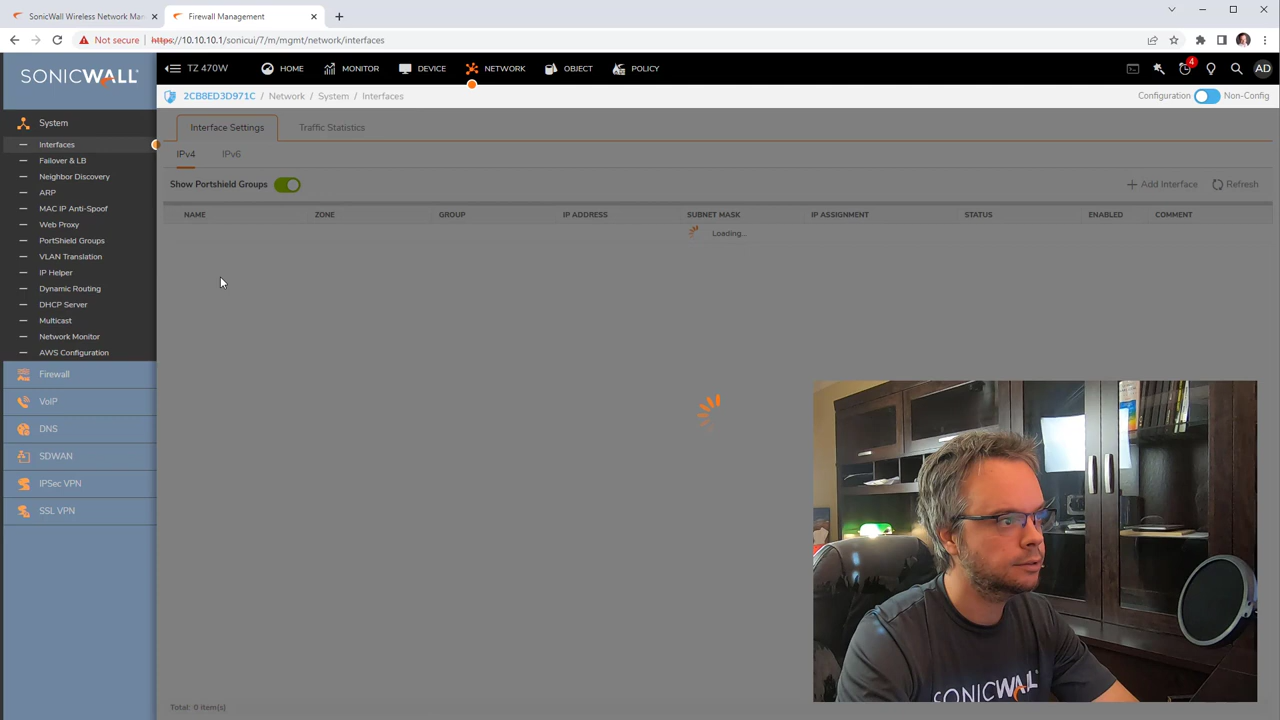 SonicWall Wireless Network Ma
Firewall Management
Not secure
https://10.10.10.1/sonicui/7/m/mgmt/network/interfaces
SONICWALL
TZ 470W
HOME
MONITOR
DEVICE
NETWORK
OBJECT
POLICY
4
AD
2CB8ED3D971C / Network / System / Interfaces
Configuration
Non-Config
System
Interfaces
Failover & LB
Neighbor Discovery
ARP
MAC IP Anti-Spoof
Web Proxy
PortShield Groups
VLAN Translation
IP Helper
Dynamic Routing
DHCP Server
Multicast
Network Monitor
AWS Configuration
Firewall
VoIP
DNS
SDWAN
IPSec VPN
SSL VPN
Interface Settings
Traffic Statistics
IPv4
IPv6
Show Portshield Groups
Add Interface
Refresh
NAME ZONE GROUP IP ADDRESS SUBNET MASK IP ASSIGNMENT STATUS ENABLED COMMENT
Loading...
SONICWALL
Total: 0 item(s)